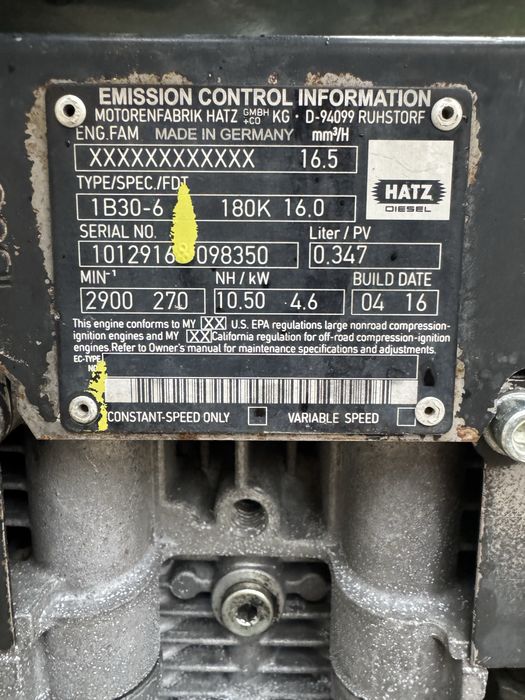 EMISSION CONTROL INFORMATION
MOTORENFABRIK HATZ GMBH +CO KG • D-94099 RUHSTORF
ENG.FAM MADE IN GERMANY mm³/H
XXXXXXXXXXXX 16.5
TYPE/SPEC./FDT
1B30-6 180K 16.0
HATZ
DIESEL
SERIAL NO. Liter / PV
1012916 098350 0.347
MIN⁻¹ NH / kW BUILD DATE
2900 270 10.50 4.6 04 16
This engine conforms to MY XX U.S. EPA regulations large nonroad compression-
ignition engines and MY XX California regulation for off-road compression-ignition
engines. Refer to Owner's manual for maintenance specifications and adjustments.
EC-TYPE
NO.
CONSTANT-SPEED ONLY VARIABLE SPEED